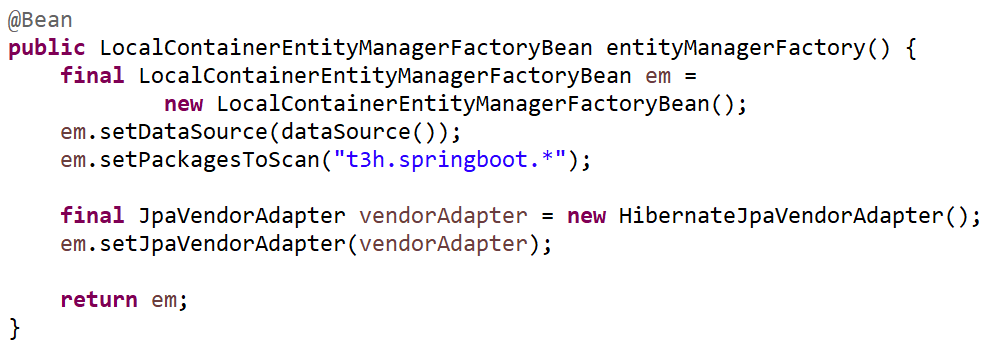 @Bean
public LocalContainerEntityManagerFactoryBean entityManagerFactory() {
    final LocalContainerEntityManagerFactoryBean em =
            new LocalContainerEntityManagerFactoryBean();
    em.setDataSource(dataSource());
    em.setPackagesToScan("t3h.springboot.*");

    final JpaVendorAdapter vendorAdapter = new HibernateJpaVendorAdapter();
    em.setJpaVendorAdapter(vendorAdapter);

    return em;
}